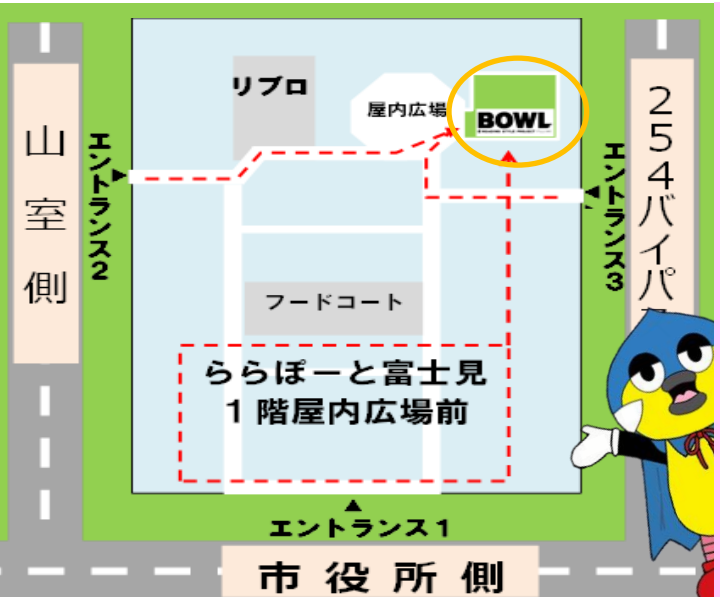 リブロ
屋内広場
BOWL
山室側
エントランス2
エントランス3
254バイパ
フードコート
ららぽーと富士見
1階屋内広場前
エントランス1
市役所側